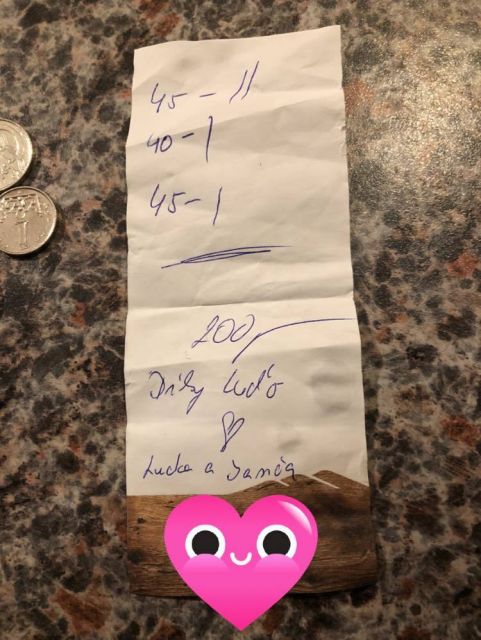 45 - ||
40 - |
45 - |
200
Díky Luďo
Lucka a Janča